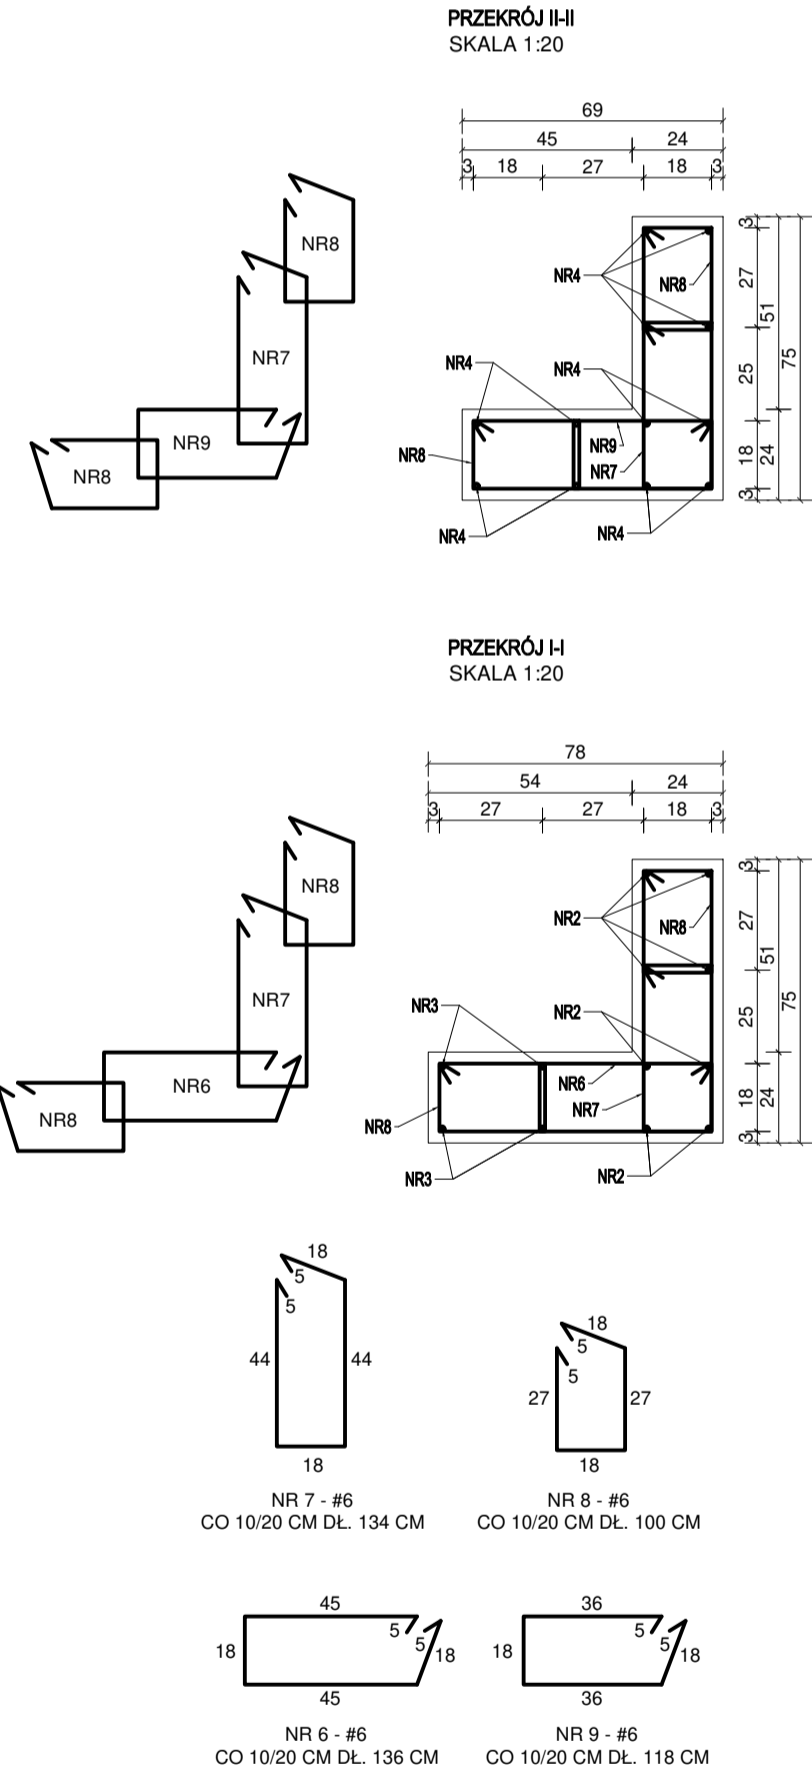 PRZEKRÓJ II-II
SKALA 1:20
69
45 24
3 18 27 18 3
NR8
NR7
NR9
NR8
NR4
NR8
NR4
NR4
NR8
NR9
NR7
NR4
NR4
3
27
51
25
75
18
24
3
PRZEKRÓJ I-I
SKALA 1:20
78
54 24
3 27 27 18 3
NR8
NR7
NR6
NR8
NR2
NR8
NR3
NR2
NR6
NR7
NR8
NR3
NR2
3
27
51
25
75
18
24
3
18
5
5
44 44
18
NR 7 - #6
CO 10/20 CM DŁ. 134 CM
18
5
5
27 27
18
NR 8 - #6
CO 10/20 CM DŁ. 100 CM
45
5
18 5 18
45
NR 6 - #6
CO 10/20 CM DŁ. 136 CM
36
5
18 5 18
36
NR 9 - #6
CO 10/20 CM DŁ. 118 CM